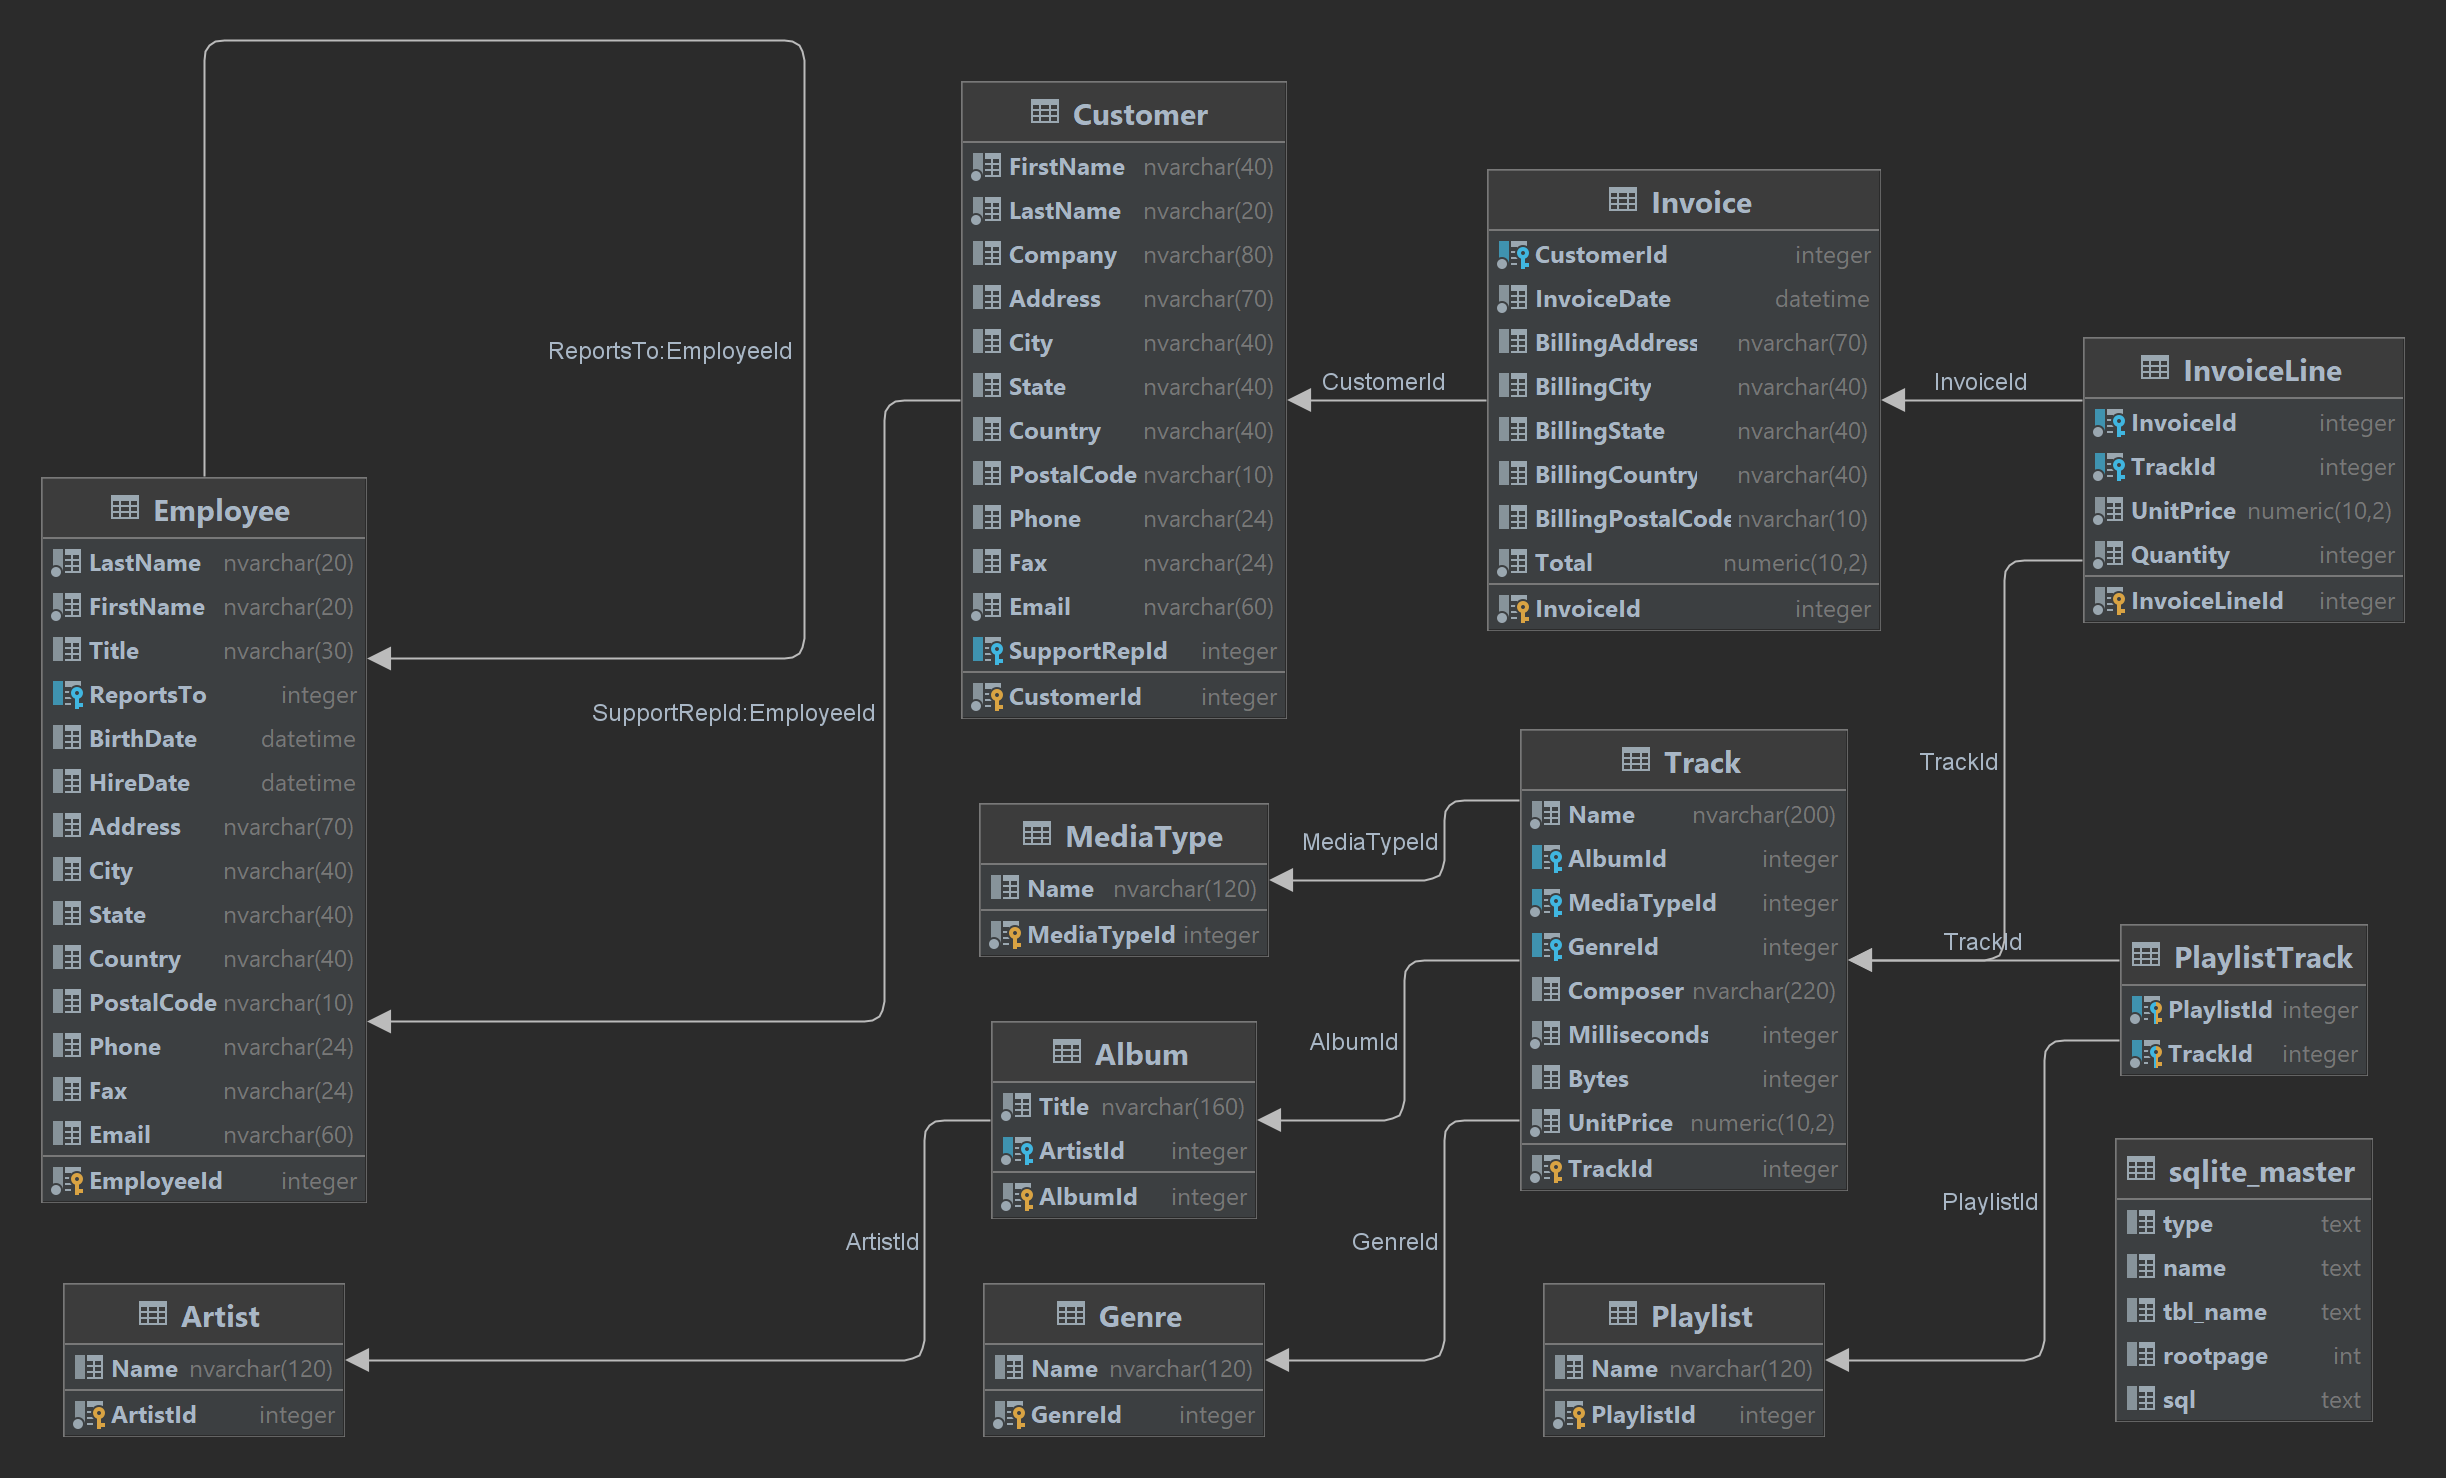 ReportsTo:EmployeeId
SupportRepId:EmployeeId
CustomerId
InvoiceId
TrackId
MediaTypeId
TrackId
AlbumId
PlaylistId
ArtistId
GenreId
Employee
LastName nvarchar(20)
FirstName nvarchar(20)
Title nvarchar(30)
ReportsTo integer
BirthDate datetime
HireDate datetime
Address nvarchar(70)
City nvarchar(40)
State nvarchar(40)
Country nvarchar(40)
PostalCode nvarchar(10)
Phone nvarchar(24)
Fax nvarchar(24)
Email nvarchar(60)
EmployeeId integer
Customer
FirstName nvarchar(40)
LastName nvarchar(20)
Company nvarchar(80)
Address nvarchar(70)
City nvarchar(40)
State nvarchar(40)
Country nvarchar(40)
PostalCode nvarchar(10)
Phone nvarchar(24)
Fax nvarchar(24)
Email nvarchar(60)
SupportRepId integer
CustomerId integer
Invoice
CustomerId integer
InvoiceDate datetime
BillingAddress nvarchar(70)
BillingCity nvarchar(40)
BillingState nvarchar(40)
BillingCountry nvarchar(40)
BillingPostalCode nvarchar(10)
Total numeric(10,2)
InvoiceId integer
InvoiceLine
InvoiceId integer
TrackId integer
UnitPrice numeric(10,2)
Quantity integer
InvoiceLineId integer
MediaType
Name nvarchar(120)
MediaTypeId integer
Track
Name nvarchar(200)
AlbumId integer
MediaTypeId integer
GenreId integer
Composer nvarchar(220)
Milliseconds integer
Bytes integer
UnitPrice numeric(10,2)
TrackId integer
PlaylistTrack
PlaylistId integer
TrackId integer
Album
Title nvarchar(160)
ArtistId integer
AlbumId integer
sqlite_master
type text
name text
tbl_name text
rootpage int
sql text
Artist
Name nvarchar(120)
ArtistId integer
Genre
Name nvarchar(120)
GenreId integer
Playlist
Name nvarchar(120)
PlaylistId integer